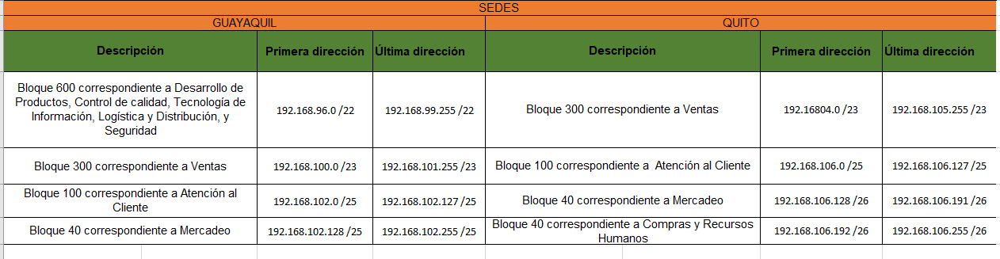 SEDES
GUAYAQUIL
QUITO
Descripción
Primera dirección
Última dirección
Descripción
Primera dirección
Última dirección
Bloque 600 correspondiente a Desarrollo de
Productos, Control de calidad, Tecnología de
Información, Logística y Distribución, y
Seguridad
192.168.96.0 /22
192.168.99.255 /22
Bloque 300 correspondiente a Ventas
192.16804.0 /23
192.168.105.255 /23
Bloque 300 correspondiente a Ventas
192.168.100.0 /23
192.168.101.255 /23
Bloque 100 correspondiente a  Atención al Cliente
192.168.106.0 /25
192.168.106.127 /25
Bloque 100 correspondiente a Atención al
Cliente
192.168.102.0 /25
192.168.102.127 /25
Bloque 40 correspondiente a Mercadeo
192.168.106.128 /26
192.168.106.191 /26
Bloque 40 correspondiente a Mercadeo
192.168.102.128 /25
192.168.102.255 /25
Bloque 40 correspondiente a Compras y Recursos
Humanos
192.168.106.192 /26
192.168.106.255 /26